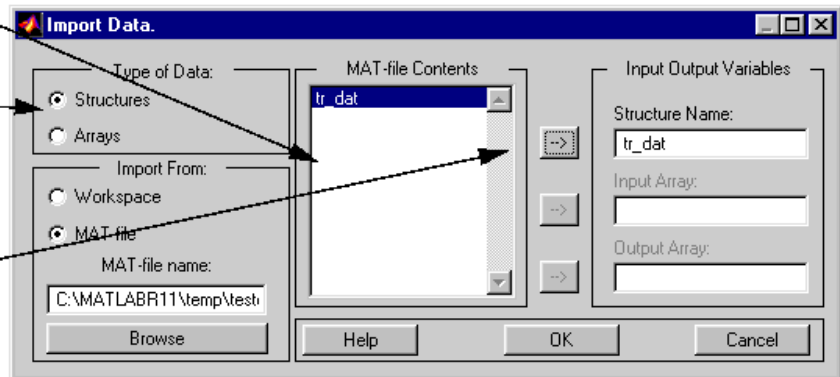 Import Data.
Type of Data:
Structures
Arrays
Import From:
Workspace
MAT-file
MAT-file name:
C:\MATLABR11\temp\test
Browse
MAT-file Contents
tr_dat
-->
-->
-->
Input Output Variables
Structure Name:
tr_dat
Input Array:
Output Array:
Help
OK
Cancel